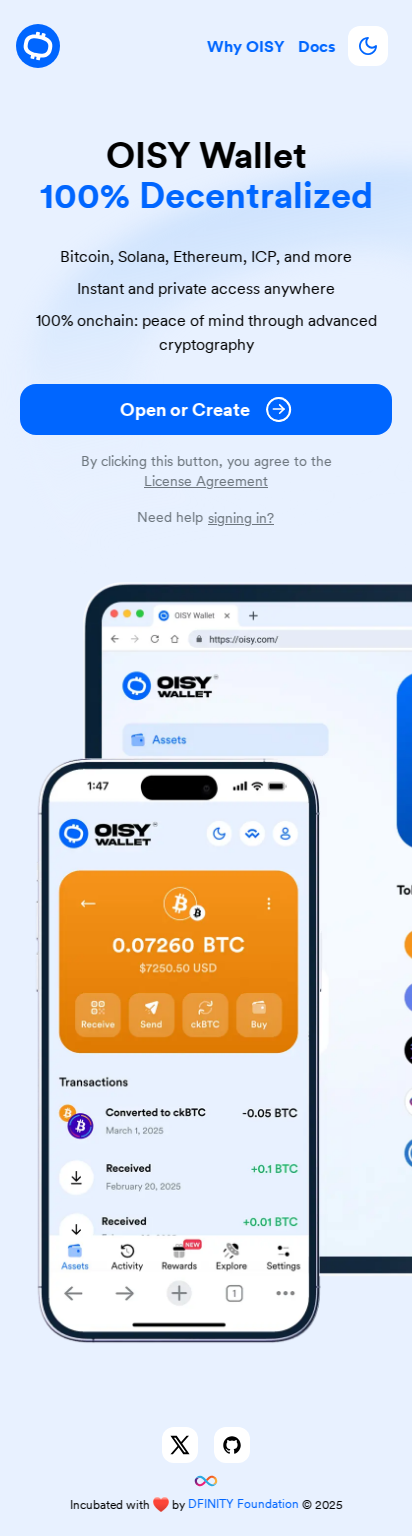 Why OISY Docs
OISY Wallet
100% Decentralized
Bitcoin, Solana, Ethereum, ICP, and more
Instant and private access anywhere
100% onchain: peace of mind through advanced
cryptography
Open or Create
By clicking this button, you agree to the
License Agreement
Need help signing in?
OISY Wallet
https://oisy.com/
OISY
WALLET
Assets
1:47
OISY
WALLET
0.07260 BTC
$7250.50 USD
Receive Send ckBTC Buy
Transactions
Converted to ckBTC -0.05 BTC
March 1, 2025
Received +0.1 BTC
February 20, 2025
Received +0.01 BTC
NEW
Assets Activity Rewards Explore Settings
1
Incubated with ❤️ by DFINITY Foundation © 2025